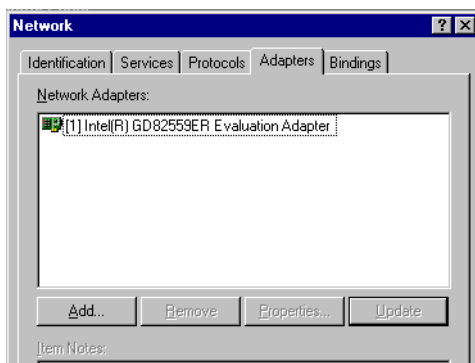 Network
Identification Services Protocols Adapters Bindings
Network Adapters:
[1] Intel(R) GD82559ER Evaluation Adapter
Add... Remove Properties... Update
Item Notes: